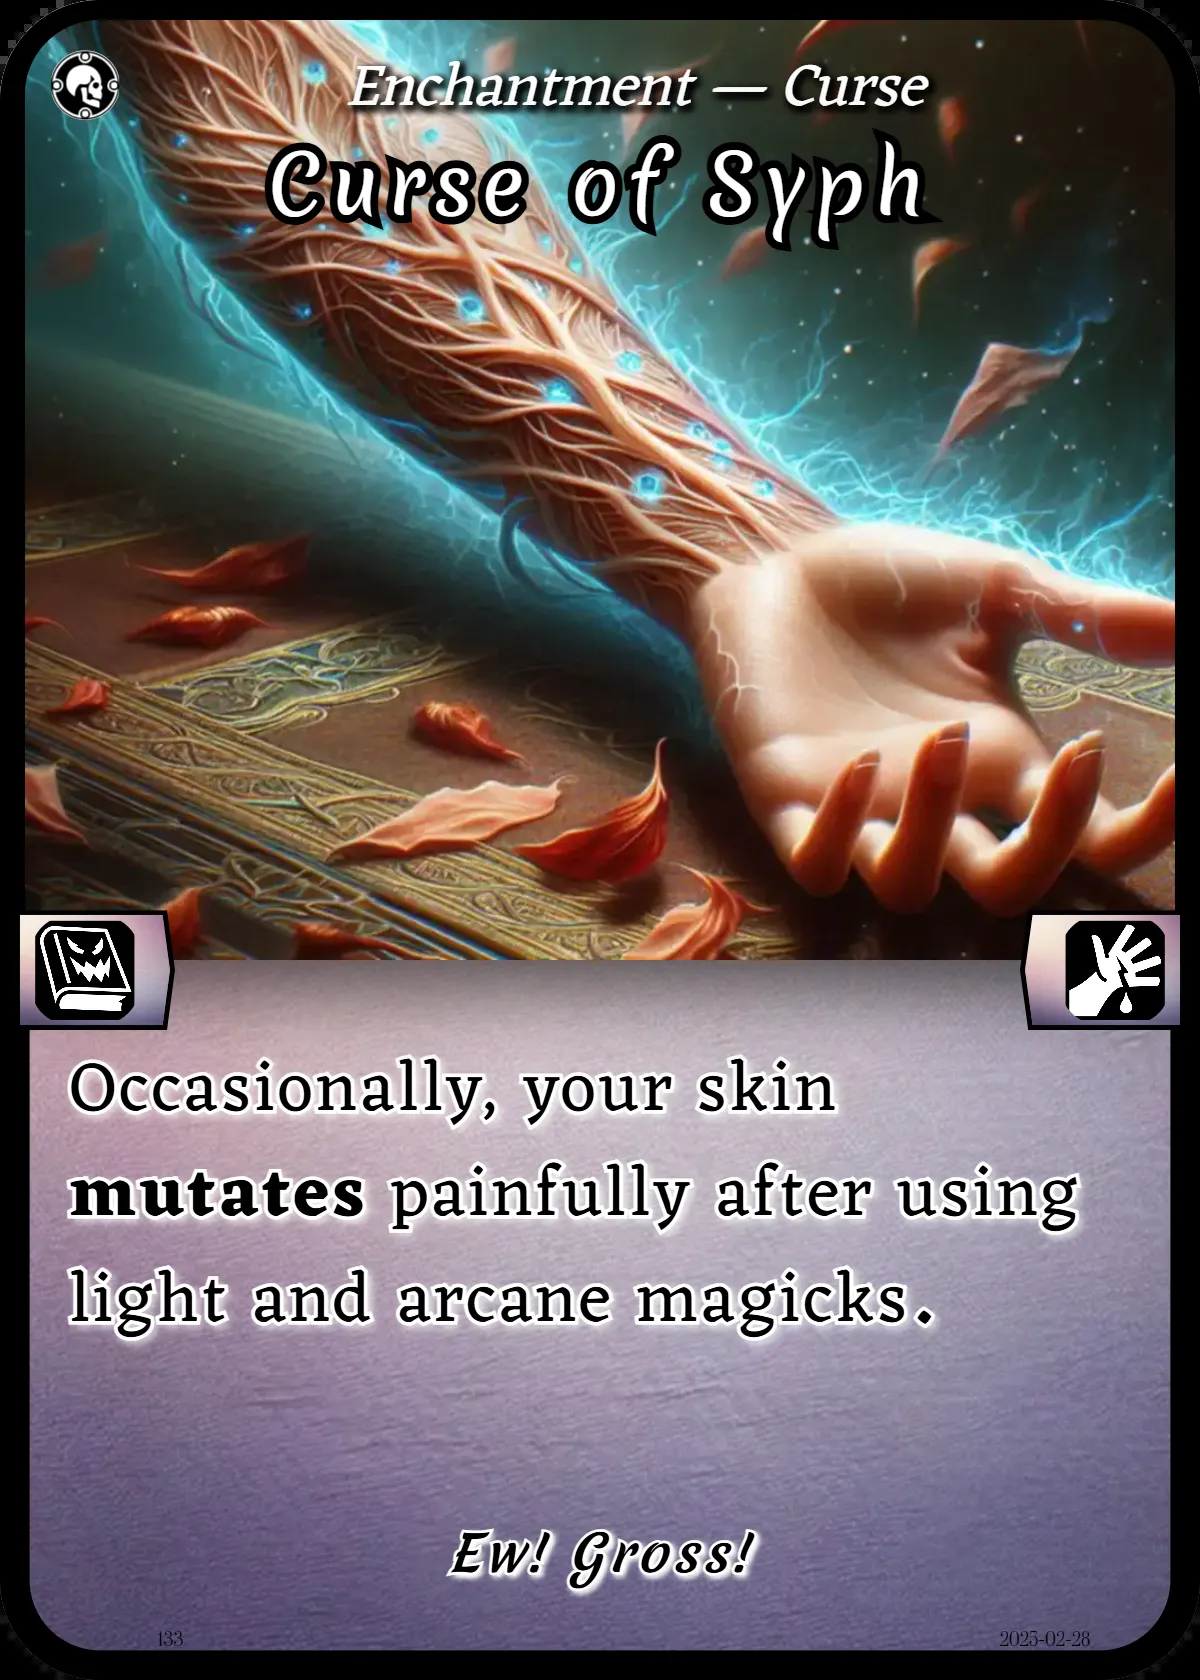 Enchantment — Curse
Curse of Syph
Occasionally, your skin
mutates painfully after using
light and arcane magicks.
Ew! Gross!
133
2025-02-28